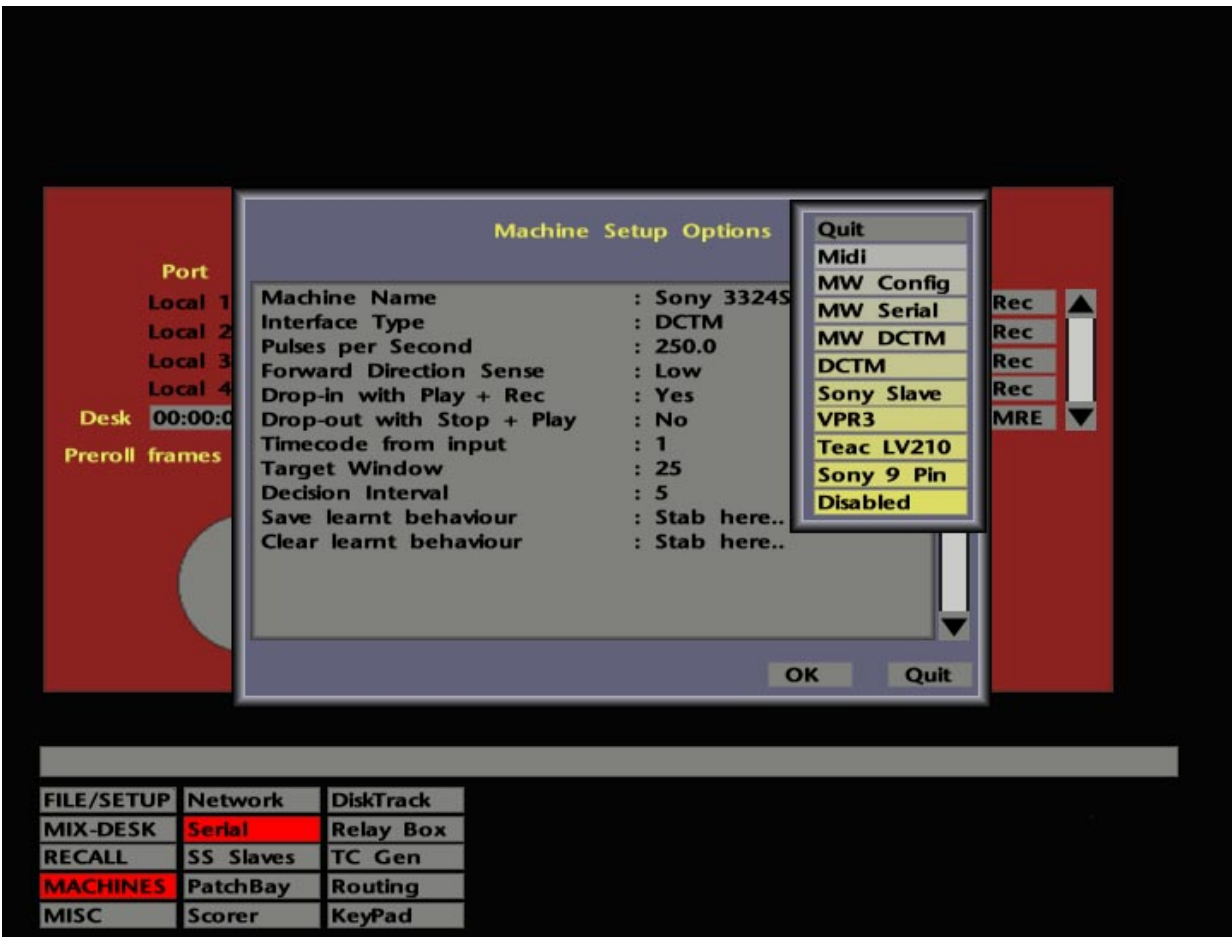 Machine Setup Options
Quit
Midi
MW Config
MW Serial
MW DCTM
DCTM
Sony Slave
VPR3
Teac LV210
Sony 9 Pin
Disabled
Port
Local 1
Local 2
Local 3
Local 4
Desk 00:00:0
Preroll frames
Machine Name : Sony 3324S
Interface Type : DCTM
Pulses per Second : 250.0
Forward Direction Sense : Low
Drop-in with Play + Rec : Yes
Drop-out with Stop + Play : No
Timecode from input : 1
Target Window : 25
Decision Interval : 5
Save learnt behaviour : Stab here..
Clear learnt behaviour : Stab here..
Rec
Rec
Rec
Rec
MRE
OK Quit
FILE/SETUP Network DiskTrack
MIX-DESK Serial Relay Box
RECALL SS Slaves TC Gen
MACHINES PatchBay Routing
MISC Scorer KeyPad